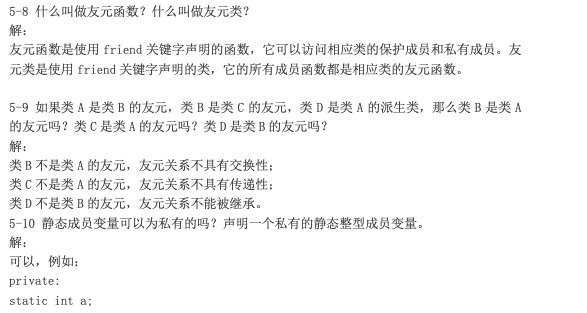 5-8 什么叫做友元函数？什么叫做友元类？
解：
友元函数是使用 friend 关键字声明的函数，它可以访问相应类的保护成员和私有成员。友
元类是使用 friend 关键字声明的类，它的所有成员函数都是相应类的友元函数。
5-9 如果类 A 是类 B 的友元，类 B 是类 C 的友元，类 D 是类 A 的派生类，那么类 B 是类 A
的友元吗？类 C 是类 A 的友元吗？类 D 是类 B 的友元吗？
解：
类 B 不是类 A 的友元，友元关系不具有交换性；
类 C 不是类 A 的友元，友元关系不具有传递性；
类 D 不是类 B 的友元，友元关系不能被继承。
5-10 静态成员变量可以为私有的吗？声明一个私有的静态整型成员变量。
解：
可以，例如：
private:
static int a;